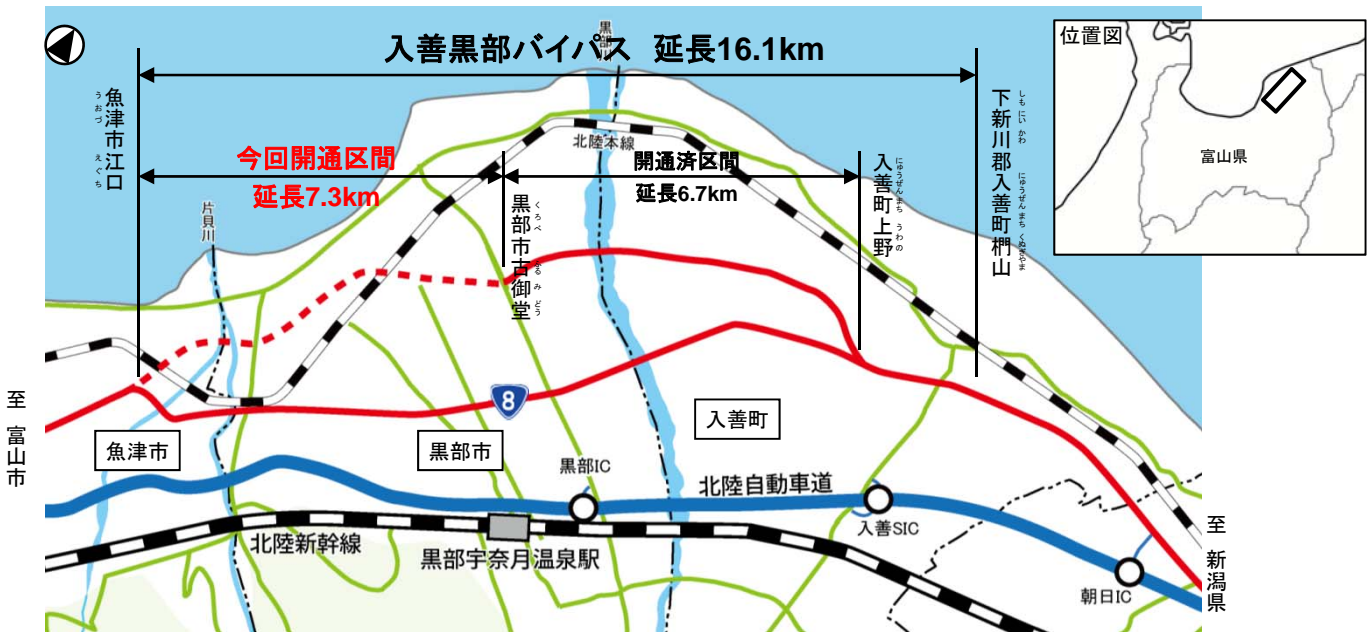 入善黒部バイパス 延長16.1km
黒部川
位置図
富山県
魚津市江口
うおづ えぐち
今回開通区間
延長7.3km
北陸本線
開通済区間
延長6.7km
入善町上野
にゅうぜんまち うわの
下新川郡入善町椚山
しもにいかわ にゅうぜんまち くぬぎやま
片貝川
黒部市古御堂
くろべ ふるみどう
8
至 富山市
魚津市
黒部市
入善町
黒部IC
北陸自動車道
入善SIC
北陸新幹線
黒部宇奈月温泉駅
朝日IC
至 新潟県